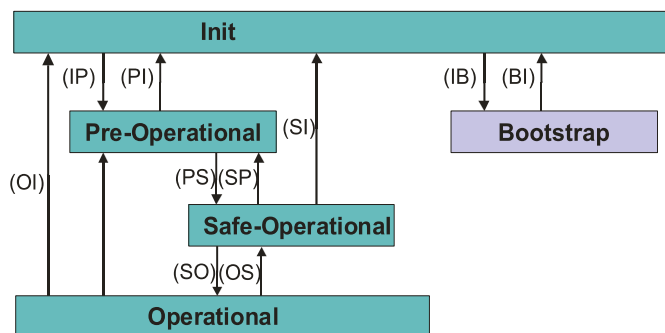 Init
(IP) (PI) (IB) (BI)
Pre-Operational (SI) Bootstrap
(OI) (PS) (SP)
Safe-Operational
(SO) (OS)
Operational